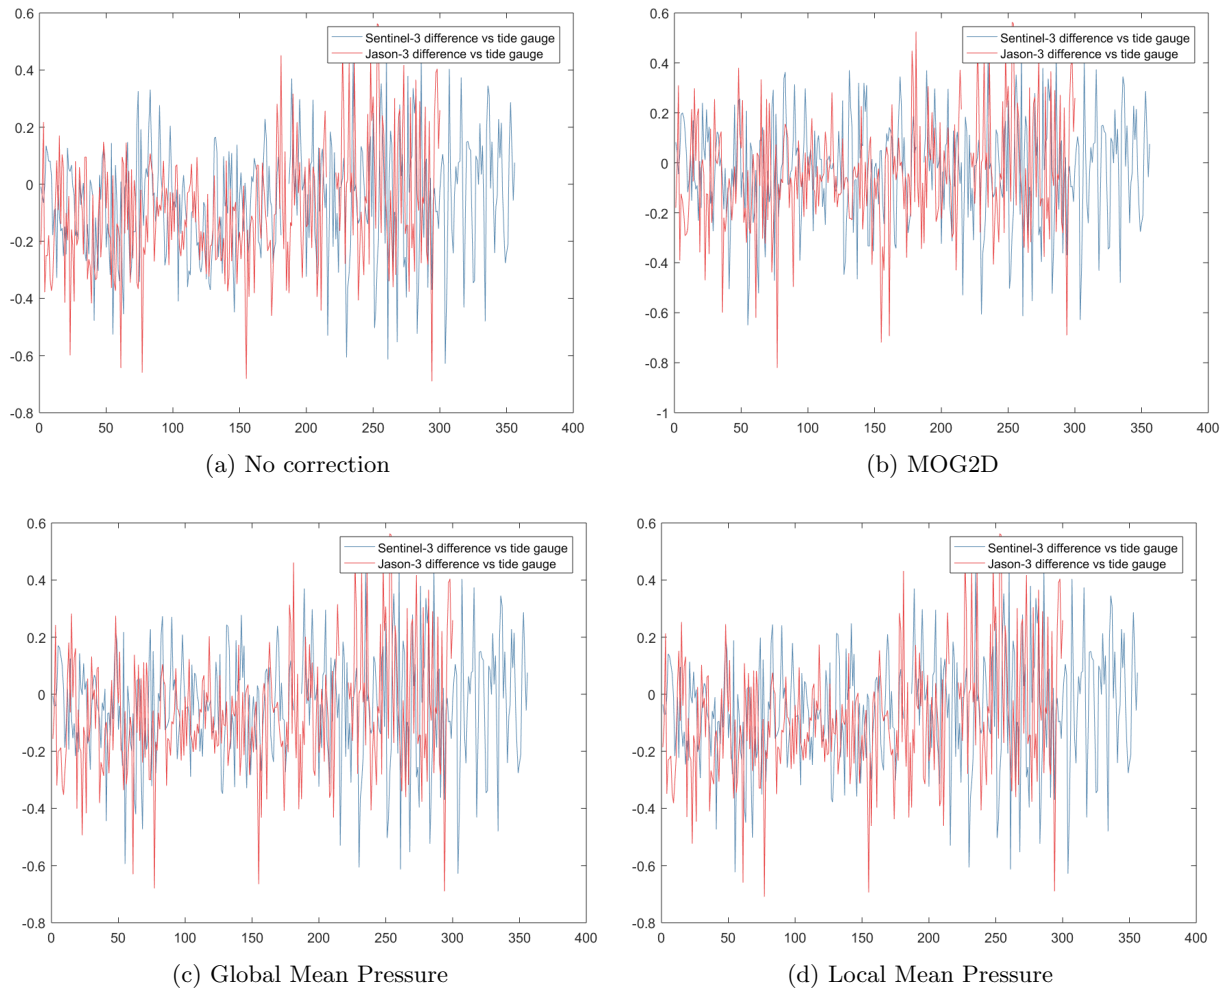 0.6
0.4
0.2
0
-0.2
-0.4
-0.6
-0.8
0 50 100 150 200 250 300 350 400
Sentinel-3 difference vs tide gauge
Jason-3 difference vs tide gauge
(a) No correction
0.6
0.4
0.2
0
-0.2
-0.4
-0.6
-0.8
-1
0 50 100 150 200 250 300 350 400
Sentinel-3 difference vs tide gauge
Jason-3 difference vs tide gauge
(b) MOG2D
0.6
0.4
0.2
0
-0.2
-0.4
-0.6
-0.8
0 50 100 150 200 250 300 350 400
Sentinel-3 difference vs tide gauge
Jason-3 difference vs tide gauge
(c) Global Mean Pressure
0.6
0.4
0.2
0
-0.2
-0.4
-0.6
-0.8
0 50 100 150 200 250 300 350 400
Sentinel-3 difference vs tide gauge
Jason-3 difference vs tide gauge
(d) Local Mean Pressure